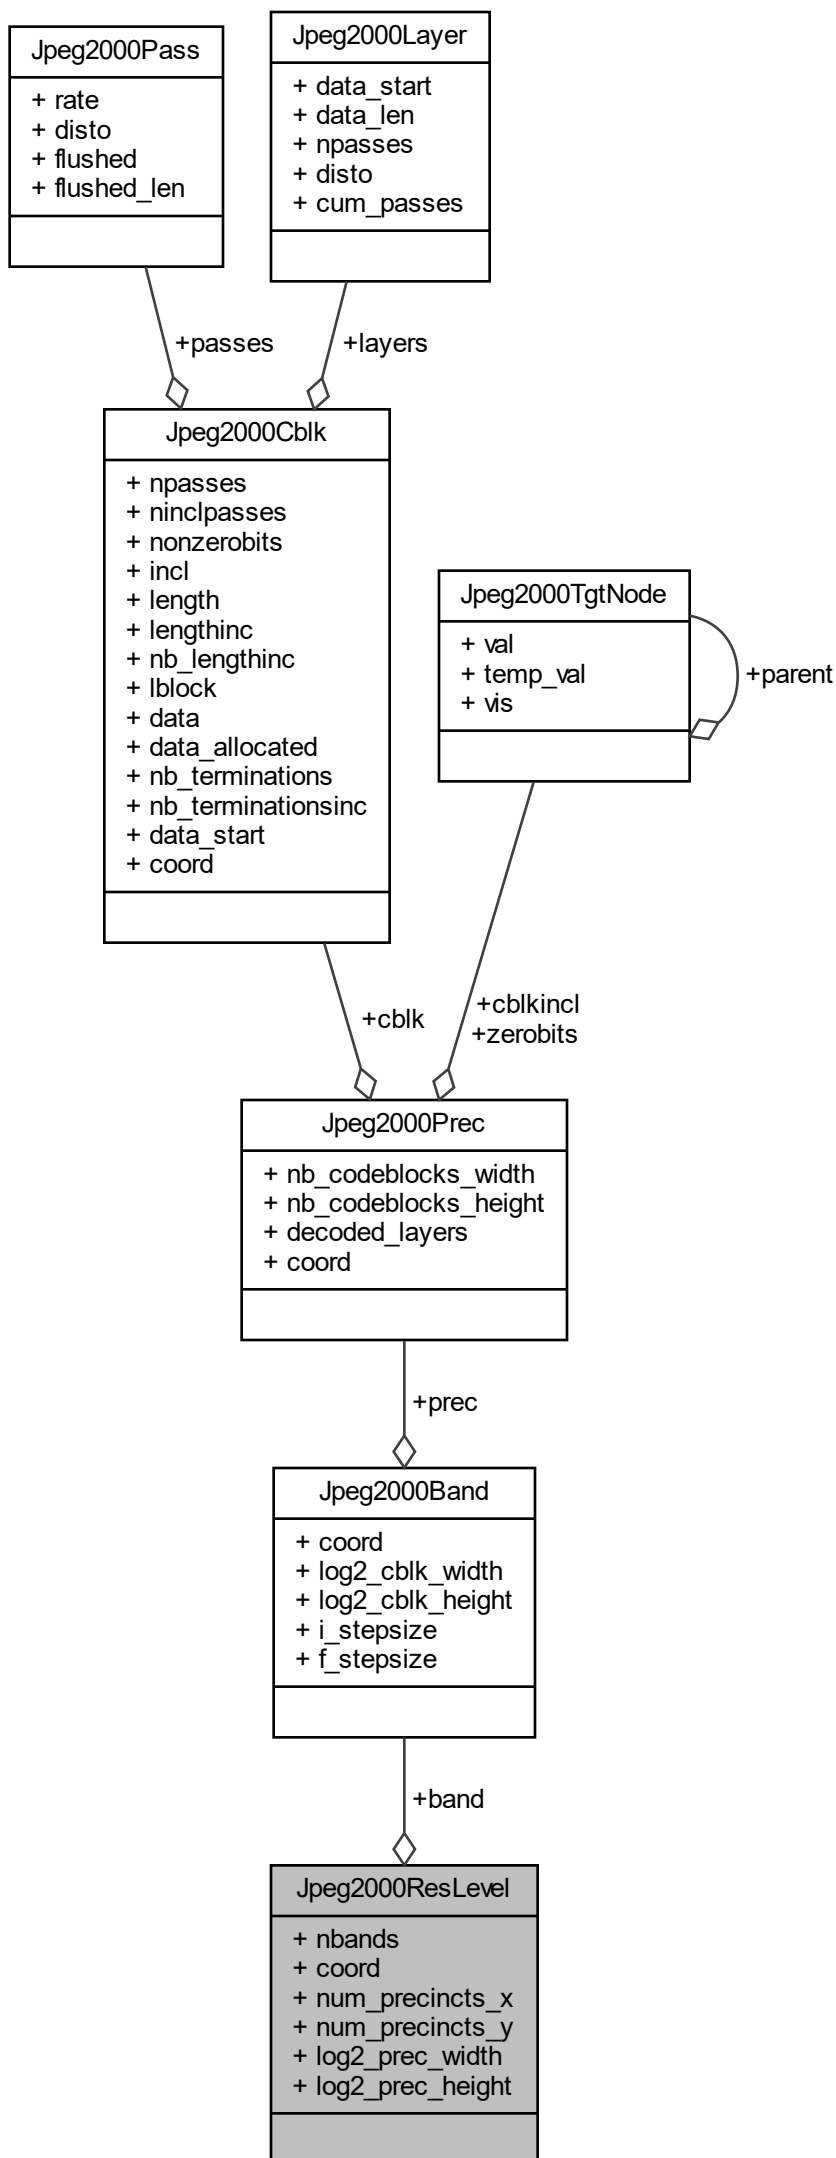 Jpeg2000Pass
+ rate
+ disto
+ flushed
+ flushed_len
Jpeg2000Layer
+ data_start
+ data_len
+ npasses
+ disto
+ cum_passes
+passes
+layers
Jpeg2000Cblk
+ npasses
+ ninclpasses
+ nonzerobits
+ incl
+ length
+ lengthinc
+ nb_lengthinc
+ lblock
+ data
+ data_allocated
+ nb_terminations
+ nb_terminationsinc
+ data_start
+ coord
Jpeg2000TgtNode
+ val
+ temp_val
+ vis
+parent
+cblk
+cblkincl
+zerobits
Jpeg2000Prec
+ nb_codeblocks_width
+ nb_codeblocks_height
+ decoded_layers
+ coord
+prec
Jpeg2000Band
+ coord
+ log2_cblk_width
+ log2_cblk_height
+ i_stepsize
+ f_stepsize
+band
Jpeg2000ResLevel
+ nbands
+ coord
+ num_precincts_x
+ num_precincts_y
+ log2_prec_width
+ log2_prec_height